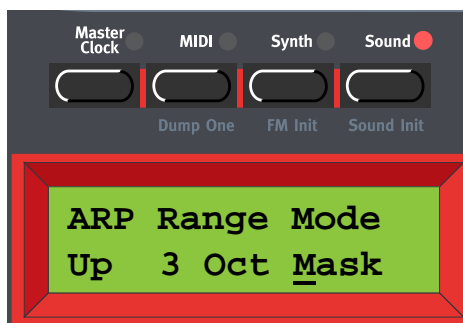 Master Clock MIDI Synth Sound
Dump One FM Init Sound Init
ARP Range Mode
Up 3 Oct Mask